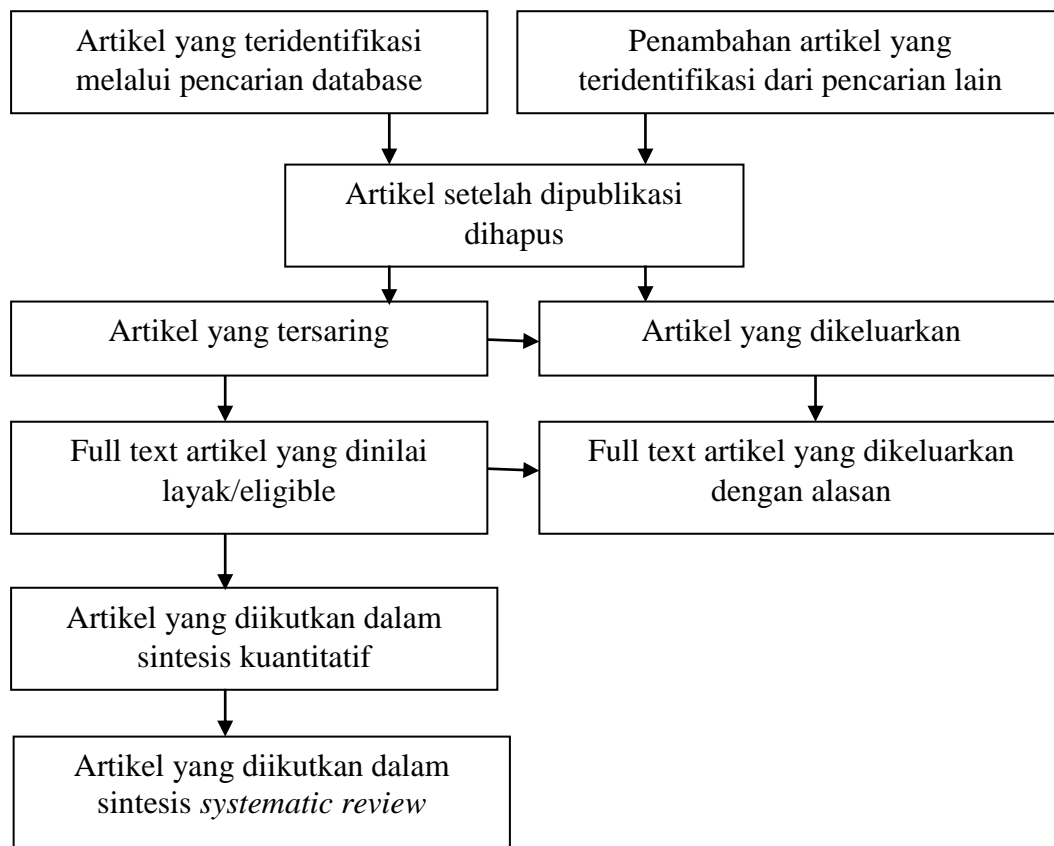 Artikel yang teridentifikasi
melalui pencarian database
Penambahan artikel yang
teridentifikasi dari pencarian lain
Artikel setelah dipublikasi
dihapus
Artikel yang tersaring
Artikel yang dikeluarkan
Full text artikel yang dinilai
layak/eligible
Full text artikel yang dikeluarkan
dengan alasan
Artikel yang diikutkan dalam
sintesis kuantitatif
Artikel yang diikutkan dalam
sintesis systematic review